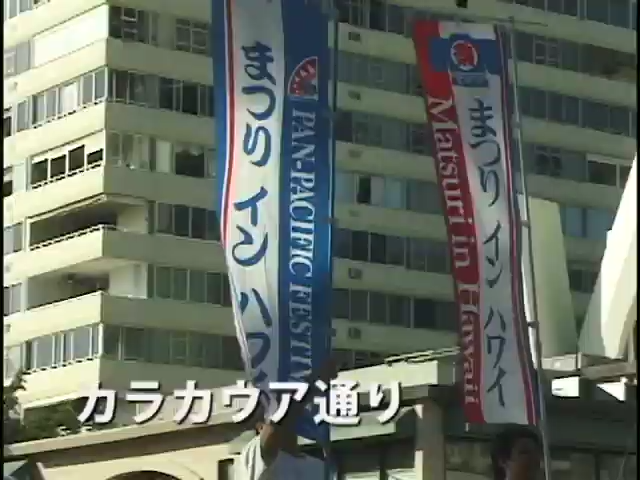 まつり イン ハワイ
PAN-PACIFIC FESTIV
まつり イン ハワイ
Matsuri in Hawaii
カラカウア通り